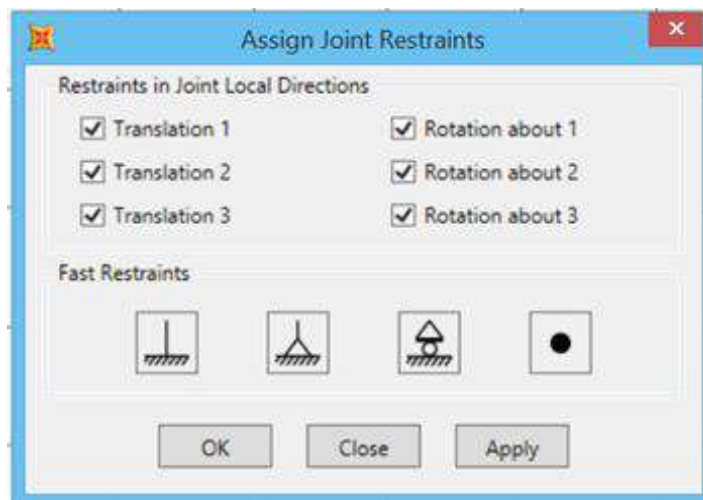 Assign Joint Restraints
Restraints in Joint Local Directions
Translation 1 Rotation about 1
Translation 2 Rotation about 2
Translation 3 Rotation about 3
Fast Restraints
OK Close Apply